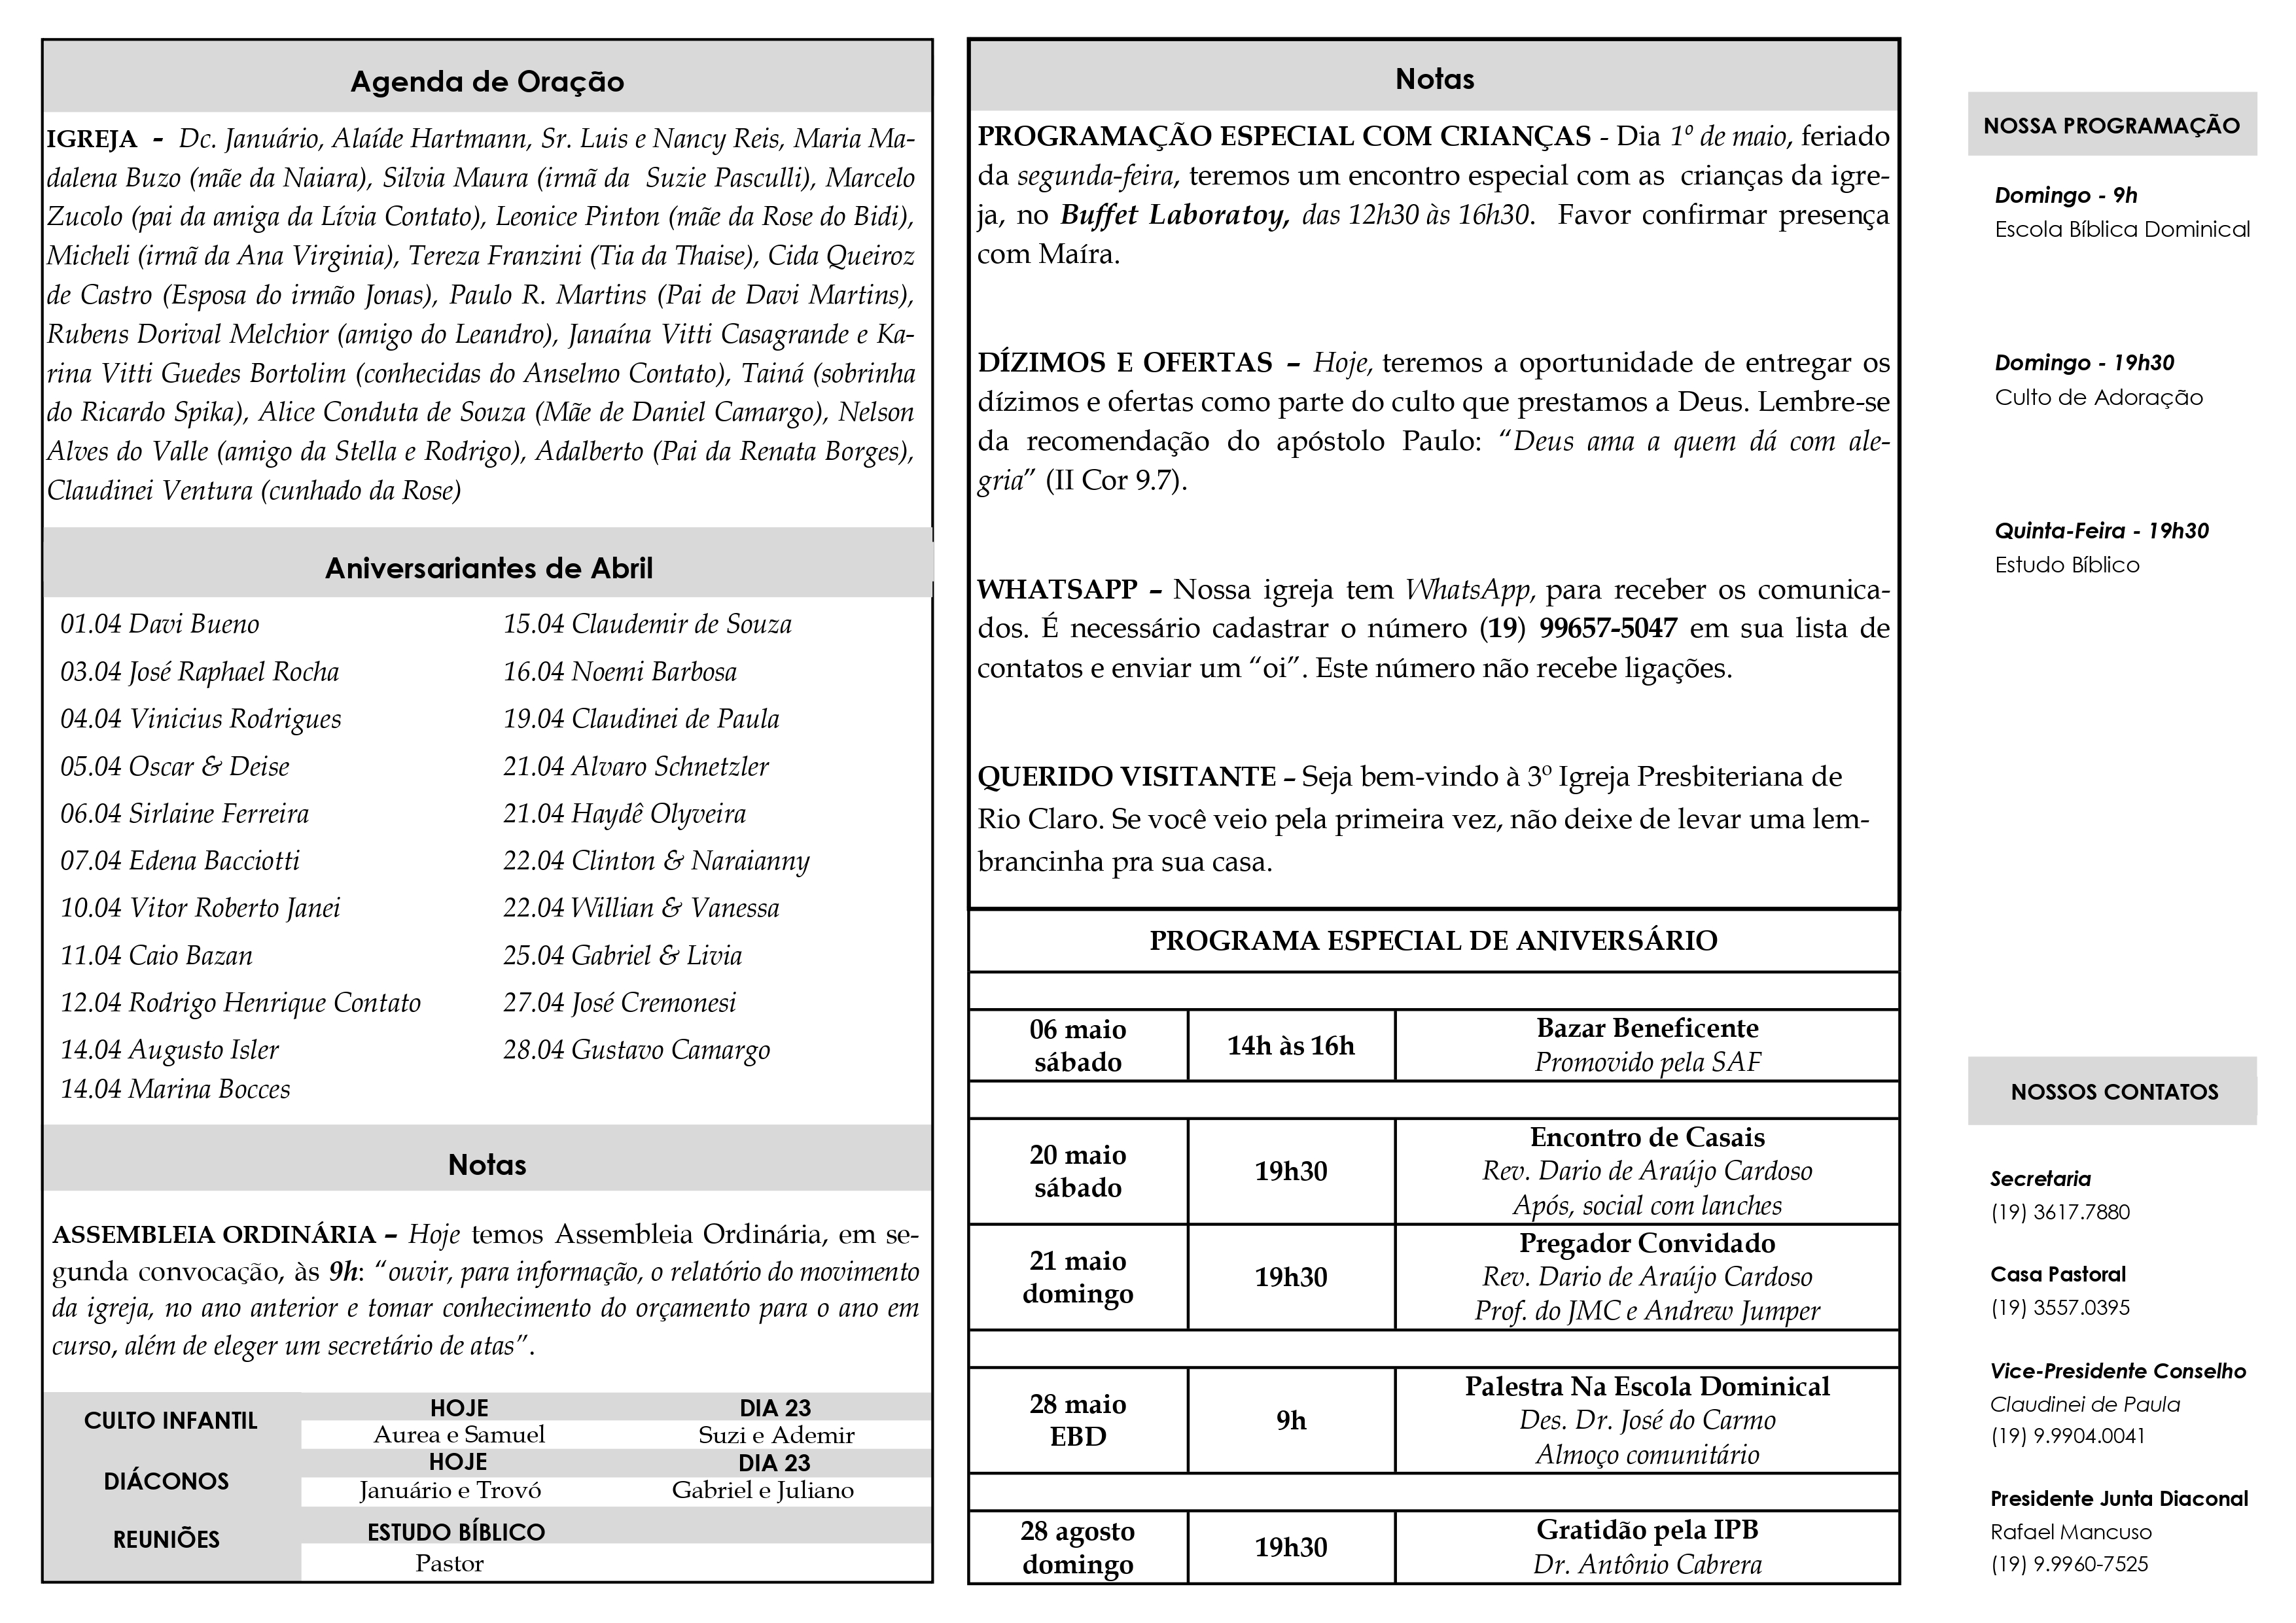 Agenda de Oração
IGREJA - Dc. Januário, Alaíde Hartmann, Sr. Luis e Nancy Reis, Maria Ma-
dalena Buzo (mãe da Naiara), Silvia Maura (irmã da Suzie Pasculli), Marcelo
Zucolo (pai da amiga da Lívia Contato), Leonice Pinton (mãe da Rose do Bidi),
Micheli (irmã da Ana Virginia), Tereza Franzini (Tia da Thaise), Cida Queiroz
de Castro (Esposa do irmão Jonas), Paulo R. Martins (Pai de Davi Martins),
Rubens Dorival Melchior (amigo do Leandro), Janaína Vitti Casagrande e Ka-
rina Vitti Guedes Bortolim (conhecidas do Anselmo Contato), Tainá (sobrinha
do Ricardo Spika), Alice Conduta de Souza (Mãe de Daniel Camargo), Nelson
Alves do Valle (amigo da Stella e Rodrigo), Adalberto (Pai da Renata Borges),
Claudinei Ventura (cunhado da Rose)
Aniversariantes de Abril
01.04 Davi Bueno
03.04 José Raphael Rocha
04.04 Vinicius Rodrigues
05.04 Oscar & Deise
06.04 Sirlaine Ferreira
07.04 Edena Bacciotti
10.04 Vitor Roberto Janei
11.04 Caio Bazan
12.04 Rodrigo Henrique Contato
14.04 Augusto Isler
14.04 Marina Bocces
15.04 Claudemir de Souza
16.04 Noemi Barbosa
19.04 Claudinei de Paula
21.04 Alvaro Schnetzler
21.04 Haydê Olyveira
22.04 Clinton & Naraianny
22.04 Willian & Vanessa
25.04 Gabriel & Livia
27.04 José Cremonesi
28.04 Gustavo Camargo
Notas
ASSEMBLEIA ORDINÁRIA – Hoje temos Assembleia Ordinária, em se-
gunda convocação, às 9h: “ouvir, para informação, o relatório do movimento
da igreja, no ano anterior e tomar conhecimento do orçamento para o ano em
curso, além de eleger um secretário de atas”.
CULTO INFANTIL
HOJE DIA 23
Aurea e Samuel Suzi e Ademir
DIÁCONOS
HOJE DIA 23
Januário e Trovó Gabriel e Juliano
REUNIÕES
ESTUDO BÍBLICO
Pastor
Notas
PROGRAMAÇÃO ESPECIAL COM CRIANÇAS - Dia 1º de maio, feriado
da segunda-feira, teremos um encontro especial com as crianças da igre-
ja, no Buffet Laboratoy, das 12h30 às 16h30. Favor confirmar presença
com Maíra.
DÍZIMOS E OFERTAS – Hoje, teremos a oportunidade de entregar os
dízimos e ofertas como parte do culto que prestamos a Deus. Lembre-se
da recomendação do apóstolo Paulo: “Deus ama a quem dá com ale-
gria” (II Cor 9.7).
WHATSAPP – Nossa igreja tem WhatsApp, para receber os comunica-
dos. É necessário cadastrar o número (19) 99657-5047 em sua lista de
contatos e enviar um “oi”. Este número não recebe ligações.
QUERIDO VISITANTE – Seja bem-vindo à 3º Igreja Presbiteriana de
Rio Claro. Se você veio pela primeira vez, não deixe de levar uma lem-
brancinha pra sua casa.
PROGRAMA ESPECIAL DE ANIVERSÁRIO
06 maio
sábado
14h às 16h
Bazar Beneficente
Promovido pela SAF
20 maio
sábado
19h30
Encontro de Casais
Rev. Dario de Araújo Cardoso
Após, social com lanches
21 maio
domingo
19h30
Pregador Convidado
Rev. Dario de Araújo Cardoso
Prof. do JMC e Andrew Jumper
28 maio
EBD
9h
Palestra Na Escola Dominical
Des. Dr. José do Carmo
Almoço comunitário
28 agosto
domingo
19h30
Gratidão pela IPB
Dr. Antônio Cabrera
NOSSA PROGRAMAÇÃO
Domingo - 9h
Escola Bíblica Dominical
Domingo - 19h30
Culto de Adoração
Quinta-Feira - 19h30
Estudo Bíblico
NOSSOS CONTATOS
Secretaria
(19) 3617.7880
Casa Pastoral
(19) 3557.0395
Vice-Presidente Conselho
Claudinei de Paula
(19) 9.9904.0041
Presidente Junta Diaconal
Rafael Mancuso
(19) 9.9960-7525